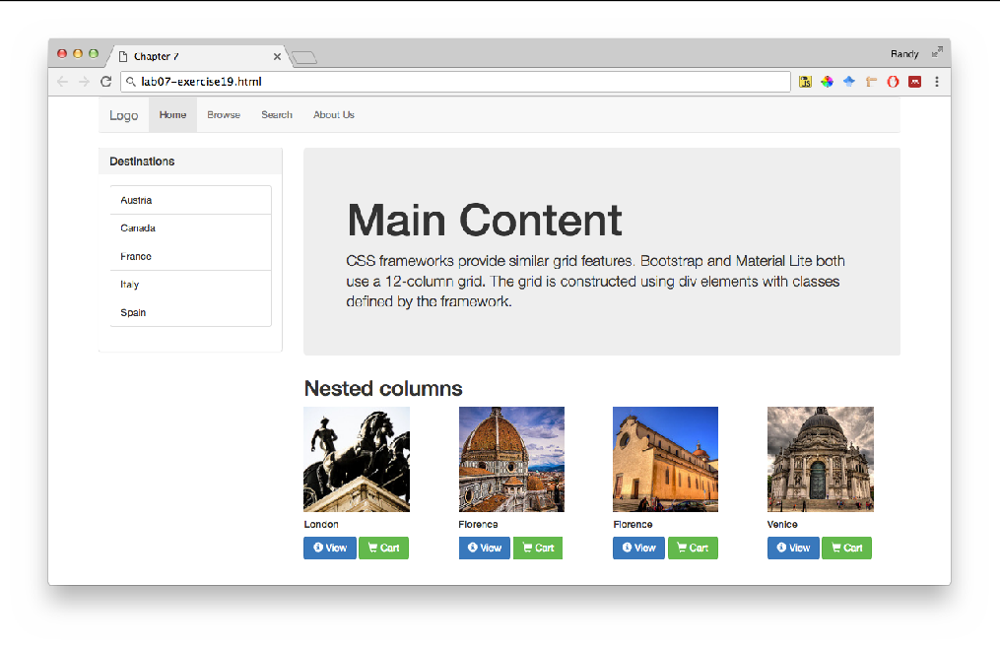 Chapter 7
Randy
lab07-exercise19.html
JS
Logo Home Browse Search About Us
Destinations
Austria
Canada
France
Italy
Spain
Main Content
CSS frameworks provide similar grid features. Bootstrap and Material Lite both
use a 12-column grid. The grid is constructed using div elements with classes
defined by the framework.
Nested columns
London Florence Florence Venice
View Cart View Cart View Cart View Cart